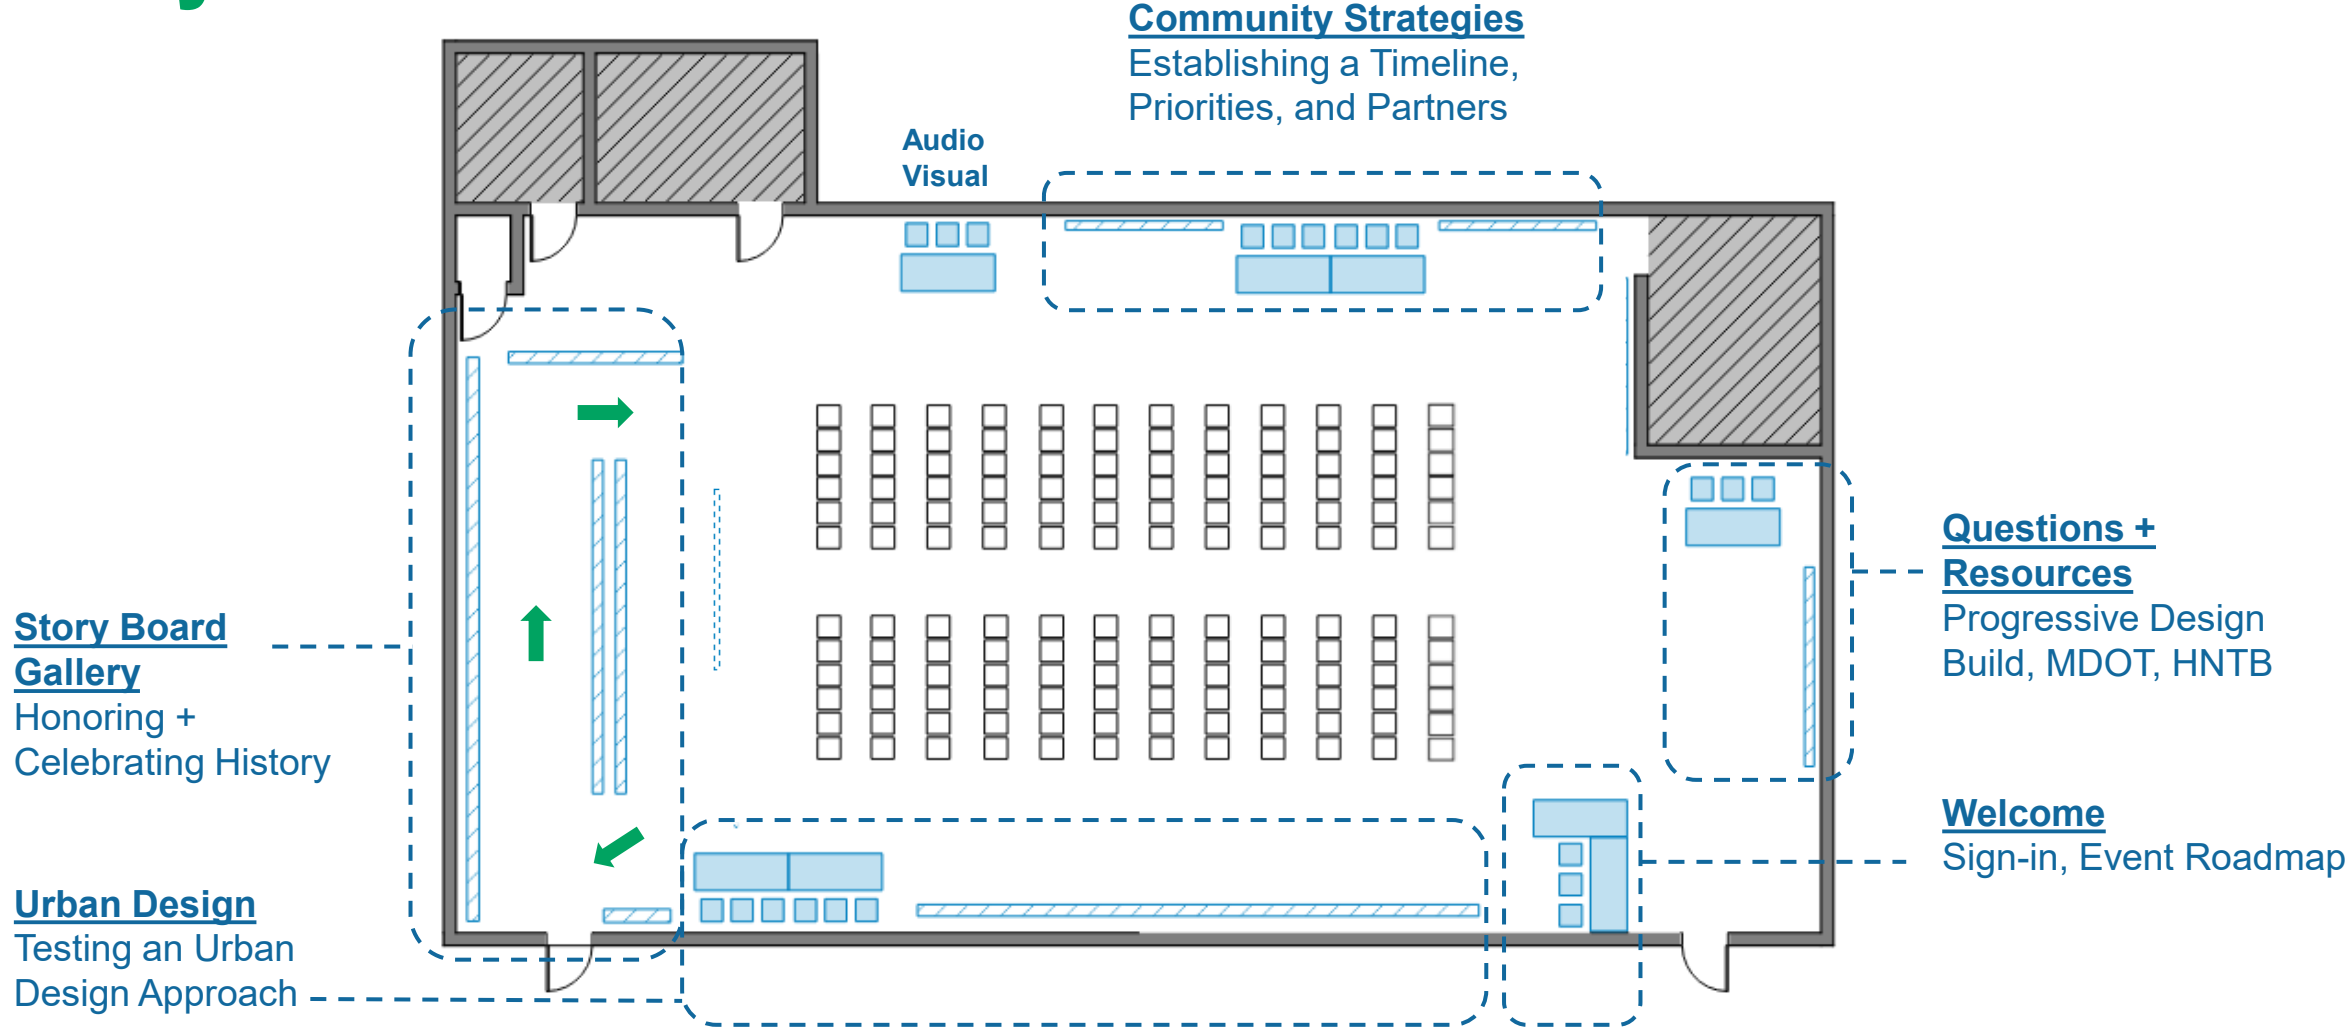 Community Strategies
Establishing a Timeline,
Priorities, and Partners
Audio
Visual
Questions +
Resources
Progressive Design
Build, MDOT, HNTB
Story Board
Gallery
Honoring +
Celebrating History
Welcome
Sign-in, Event Roadmap
Urban Design
Testing an Urban
Design Approach